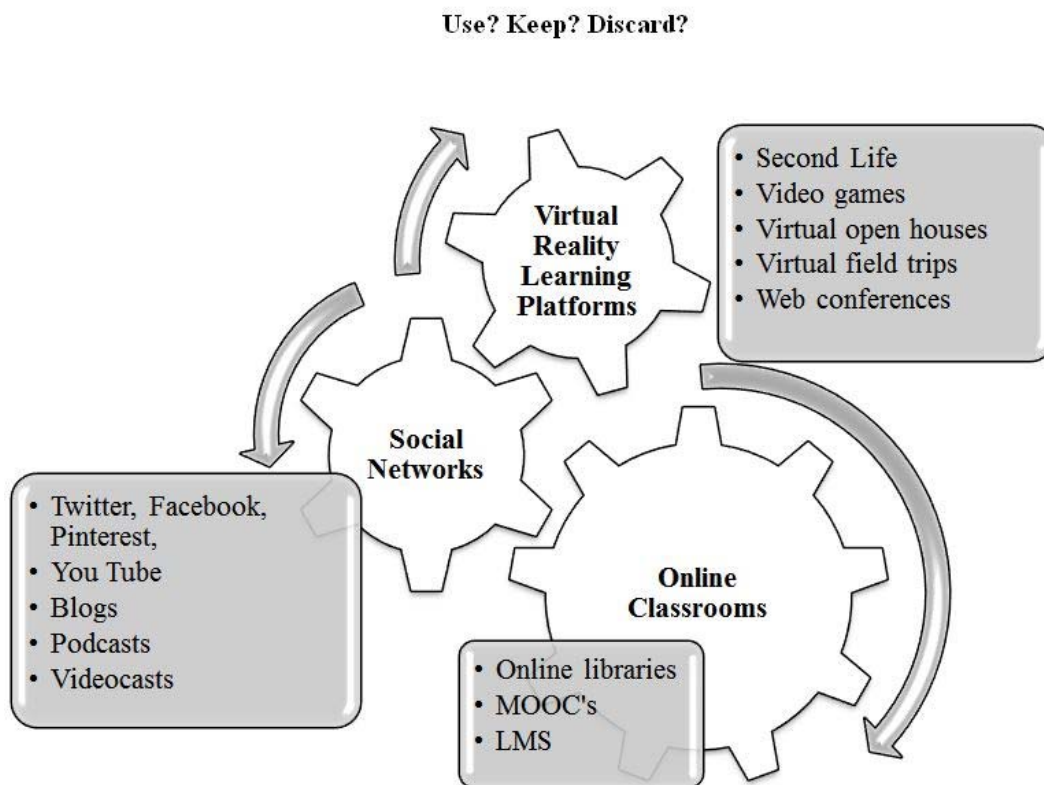 Use? Keep? Discard?
Virtual
Reality
Learning
Platforms
• Second Life
• Video games
• Virtual open houses
• Virtual field trips
• Web conferences
Social
Networks
• Twitter, Facebook,
Pinterest,
• You Tube
• Blogs
• Podcasts
• Videocasts
Online
Classrooms
• Online libraries
• MOOC's
• LMS